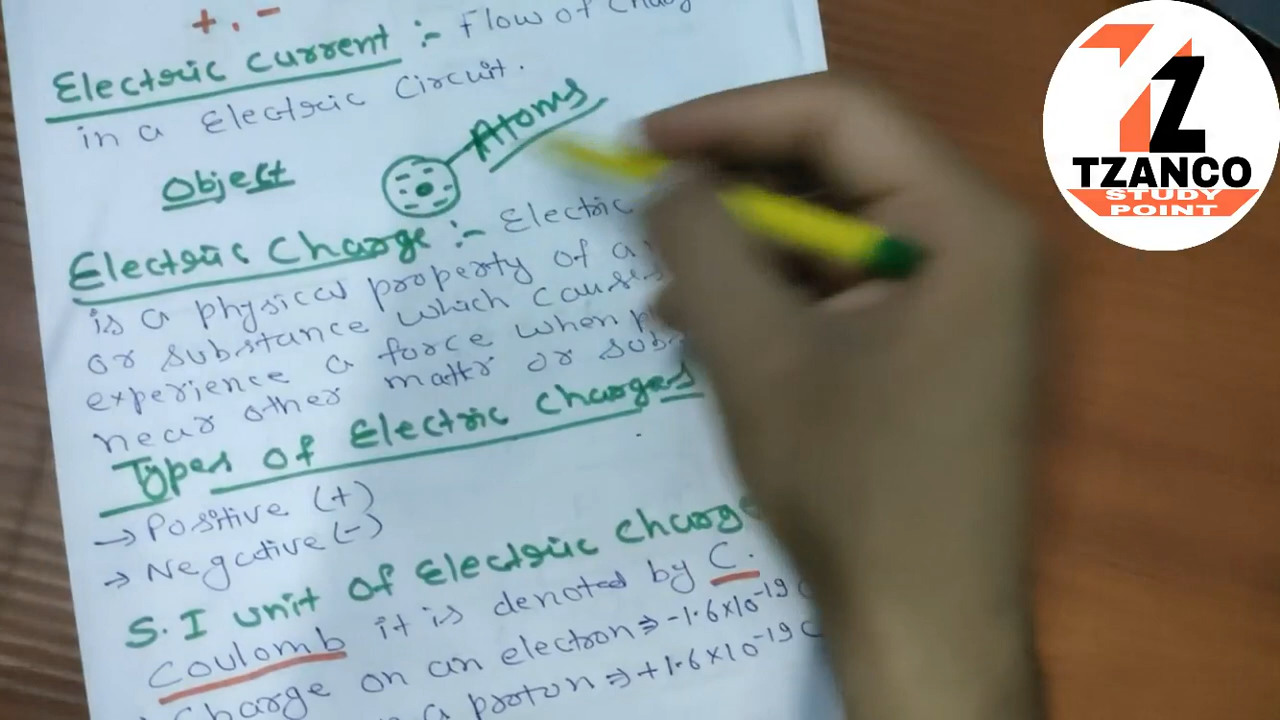 + . -
Electric Current :- Flow of
in a Electric Circuit.
Atoms
Object
Electric Charge :- Electric
is a physical property of a
or substance which causes
experience a force when
near other mattr or
Types of Electric Charges
→ Positive (+)
→ Negative (-)
S.I unit of Electric Charge
Coulomb it is denoted by C.
Charge on an electron ⇒ -1.6×10⁻¹⁹ C
a proton ⇒ +1.6×10⁻¹⁹ C
TZ
TZANCO
STUDY
POINT